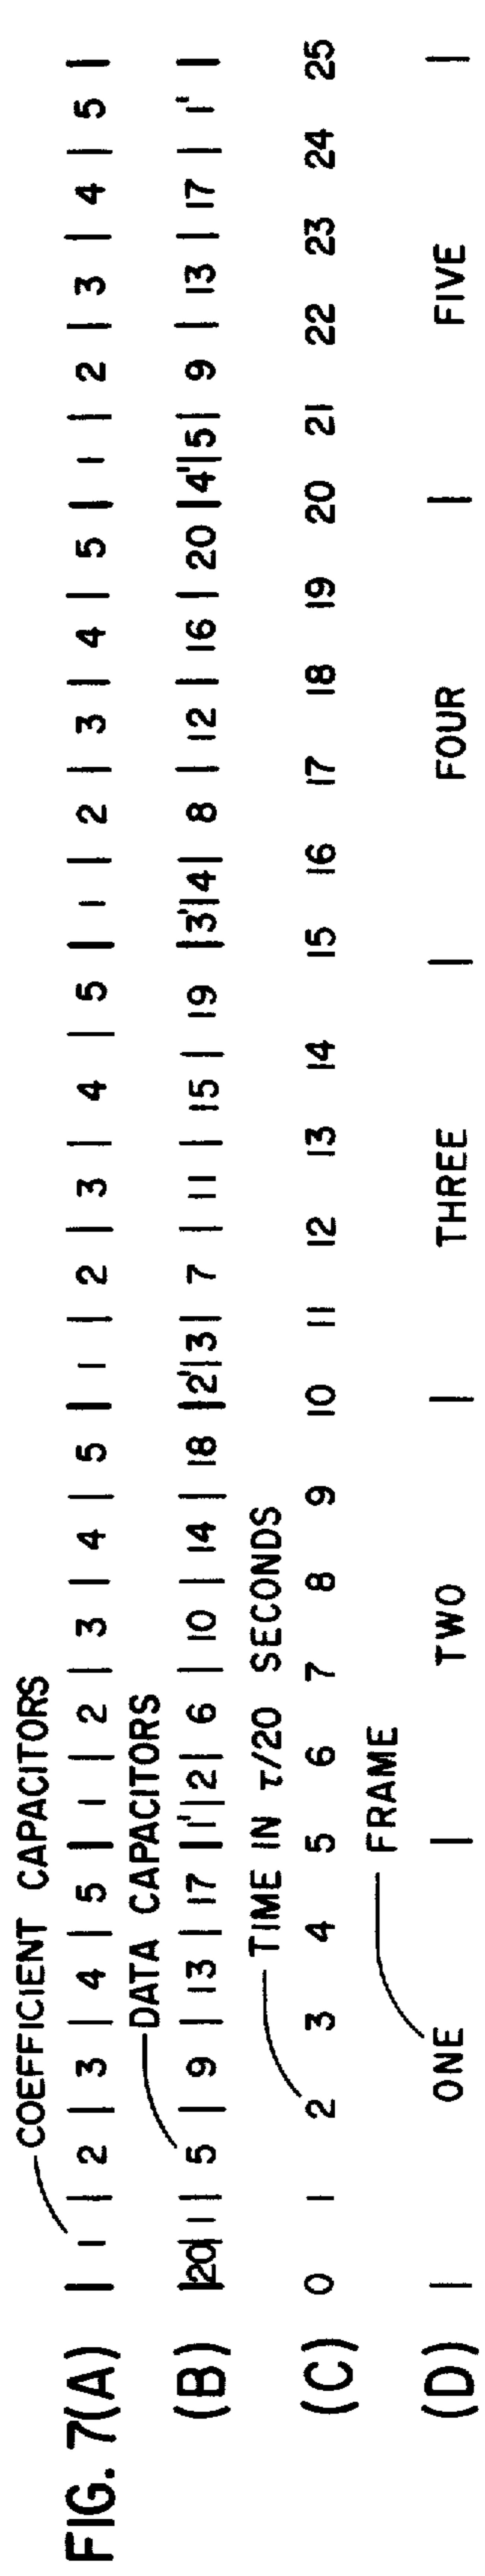 COEFFICIENT CAPACITORS
FIG. 7(A) | 1 | 2 | 3 | 4 | 5 | 1 | 2 | 3 | 4 | 5 | 1 | 2 | 3 | 4 | 5 | 1 | 2 | 3 | 4 | 5 | 1 | 2 | 3 | 4 | 5 |
DATA CAPACITORS
(B) |20| 1 | 5 | 9 | 13 | 17 |1'|2| 6 | 10 | 14 | 18 |2'|3| 7 | 11 | 15 | 19 |3'|4| 8 | 12 | 16 | 20 |4'|5| 9 | 13 | 17 | 1' |
TIME IN τ/20 SECONDS
(C) 0 1 2 3 4 5 6 7 8 9 10 11 12 13 14 15 16 17 18 19 20 21 22 23 24 25
FRAME
(D) | ONE | TWO | THREE | FOUR | FIVE |